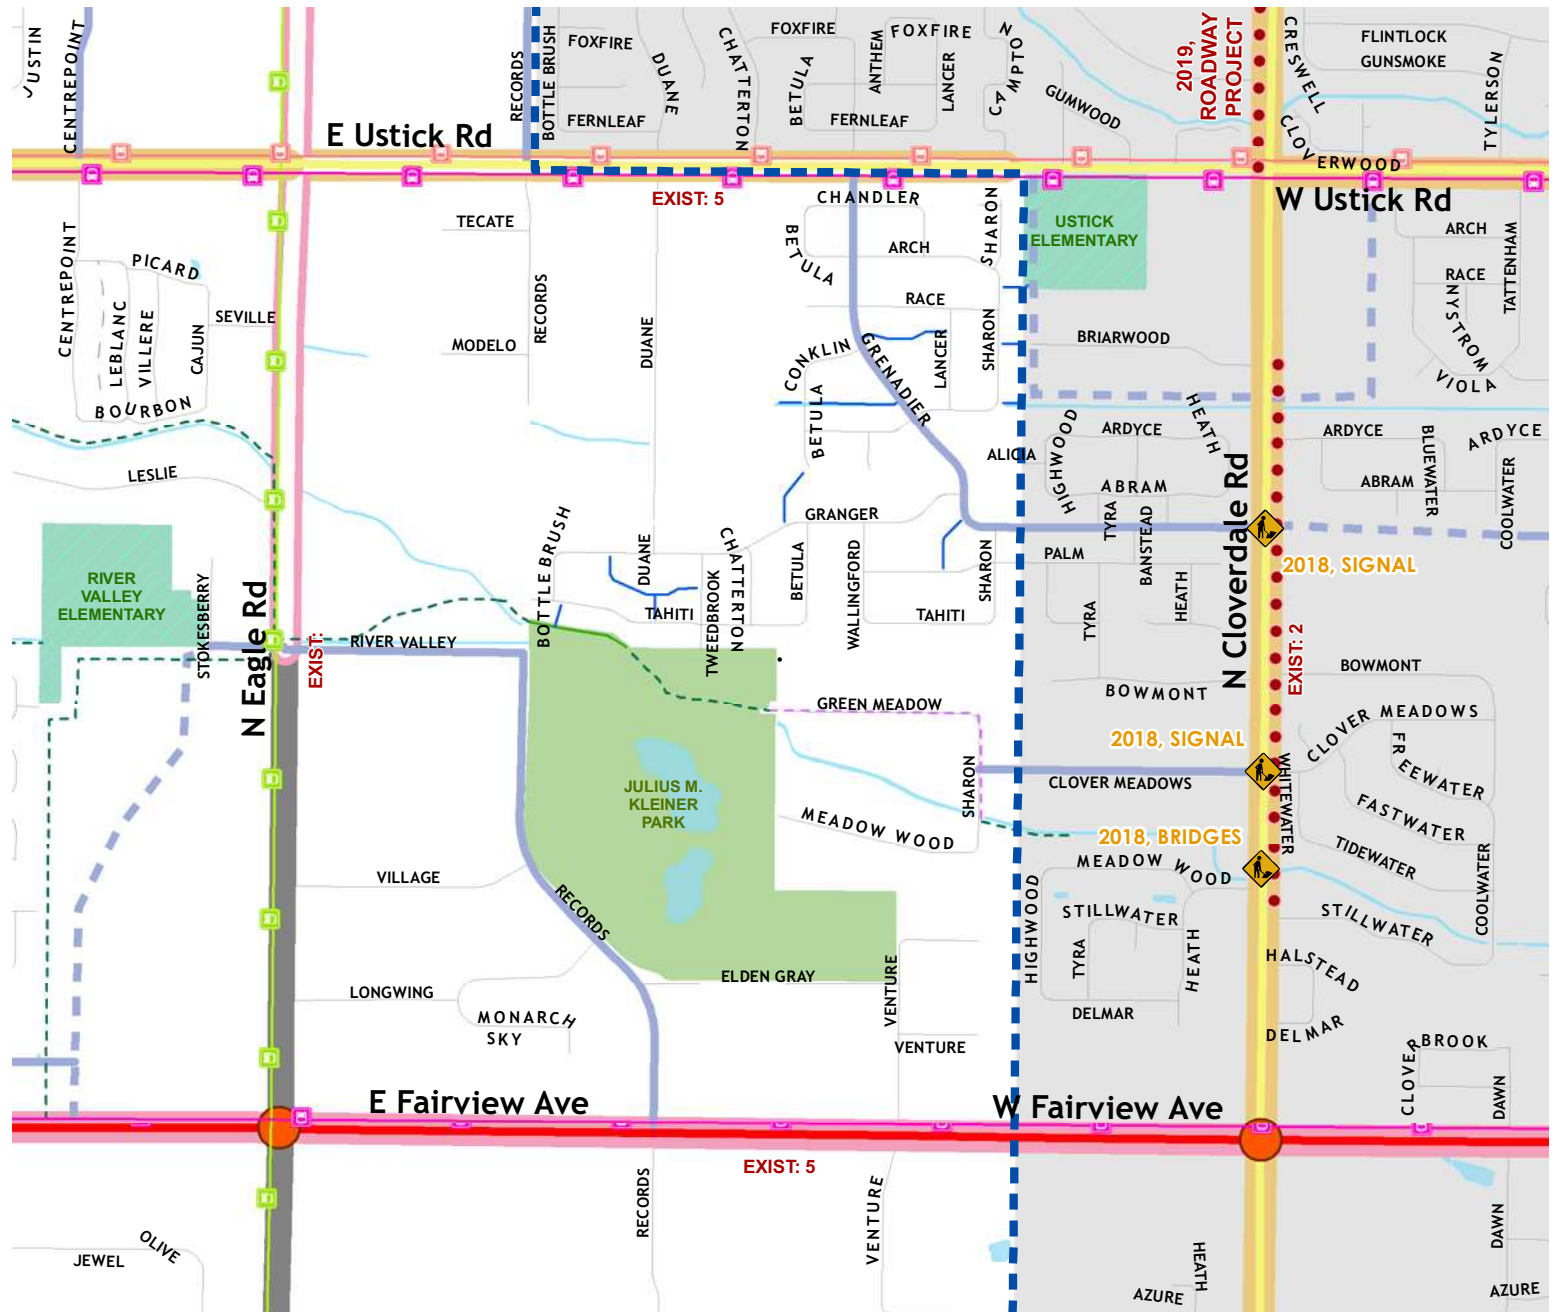 JUSTIN
CENTREPOINT
RECORDS
BOTTLE BRUSH
FOXFIRE
DUANE
CHATTERTON
FOXFIRE
BETULA
ANTHEM
FOXFIRE
LANCER
CAMPTON
GUMWOOD
2019,
ROADWAY
PROJECT
CRESWELL
FLINTLOCK
GUNSMOKE
TYLERSON
FERNLEAF
FERNLEAF
CLOVERWOOD
E Ustick Rd
EXIST: 5
W Ustick Rd
CENTREPOINT
PICARD
LEBLANC
VILLERE
CAJUN
SEVILLE
BOURBON
LESLIE
TECATE
RECORDS
MODELO
DUANE
CHANDLER
BETULA
ARCH
SHARON
RACE
CONKLIN
GRENADIER
LANCER
SHARON
BETULA
USTICK
ELEMENTARY
BRIARWOOD
ARCH
RACE
TATTENHAM
NYSTROM
VIOLA
ALICIA
HIGHWOOD
ARDYCE
HEATH
ABRAM
TYRA
BANSTEAD
N Cloverdale Rd
ARDYCE
BLUEWATER
ARDYCE
ABRAM
COOLWATER
GRANGER
BOTTLE BRUSH
DUANE
CHATTERTON
TWEEDBROOK
BETULA
WALLINGFORD
SHARON
TAHITI
TAHITI
PALM
TYRA
HEATH
2018, SIGNAL
RIVER
VALLEY
ELEMENTARY
STOKESBERRY
N Eagle Rd
EXIST:
RIVER VALLEY
BOWMONT
EXIST: 2
BOWMONT
GREEN MEADOW
2018, SIGNAL
CLOVER MEADOWS
FREEWATER
WHITEWATER
JULIUS M.
KLEINER
PARK
SHARON
CLOVER MEADOWS
MEADOW WOOD
2018, BRIDGES
FASTWATER
TIDEWATER
COOLWATER
MEADOW WOOD
VILLAGE
RECORDS
HIGHWOOD
STILLWATER
TYRA
HEATH
STILLWATER
HALSTEAD
LONGWING
MONARCH
SKY
ELDEN GRAY
VENTURE
VENTURE
DELMAR
DELMAR
CLOVERBROOK
DAWN
E Fairview Ave
W Fairview Ave
EXIST: 5
RECORDS
VENTURE
OLIVE
JEWEL
HEATH
AZURE
DAWN
AZURE